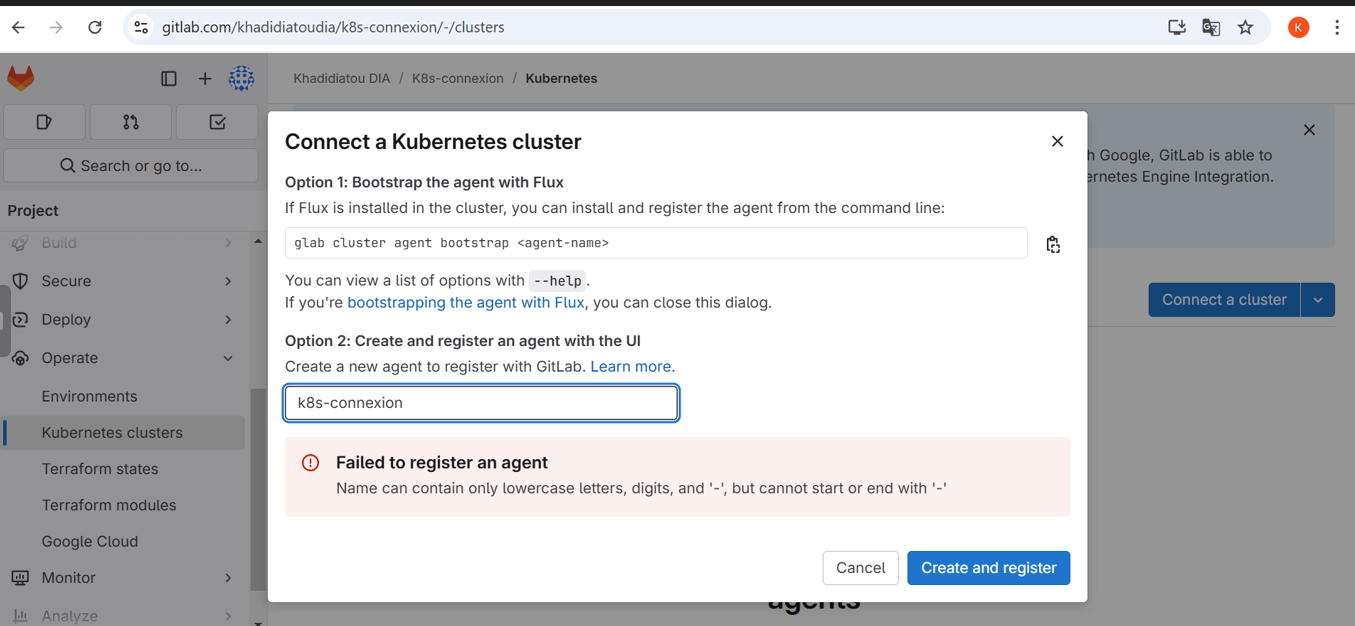 gitlab.com/khadidiatoudia/k8s-connexion/-/clusters
K
Khadidiatou DIA / K8s-connexion / Kubernetes
Search or go to...
Project
Build
Secure
Deploy
Operate
Environments
Kubernetes clusters
Terraform states
Terraform modules
Google Cloud
Monitor
Analyze
Connect a Kubernetes cluster
Option 1: Bootstrap the agent with Flux
If Flux is installed in the cluster, you can install and register the agent from the command line:
glab cluster agent bootstrap <agent-name>
You can view a list of options with --help.
If you're bootstrapping the agent with Flux, you can close this dialog.
Option 2: Create and register an agent with the UI
Create a new agent to register with GitLab. Learn more.
k8s-connexion
Failed to register an agent
Name can contain only lowercase letters, digits, and '-', but cannot start or end with '-'
Cancel
Create and register
h Google, GitLab is able to
ernetes Engine Integration.
Connect a cluster
agents